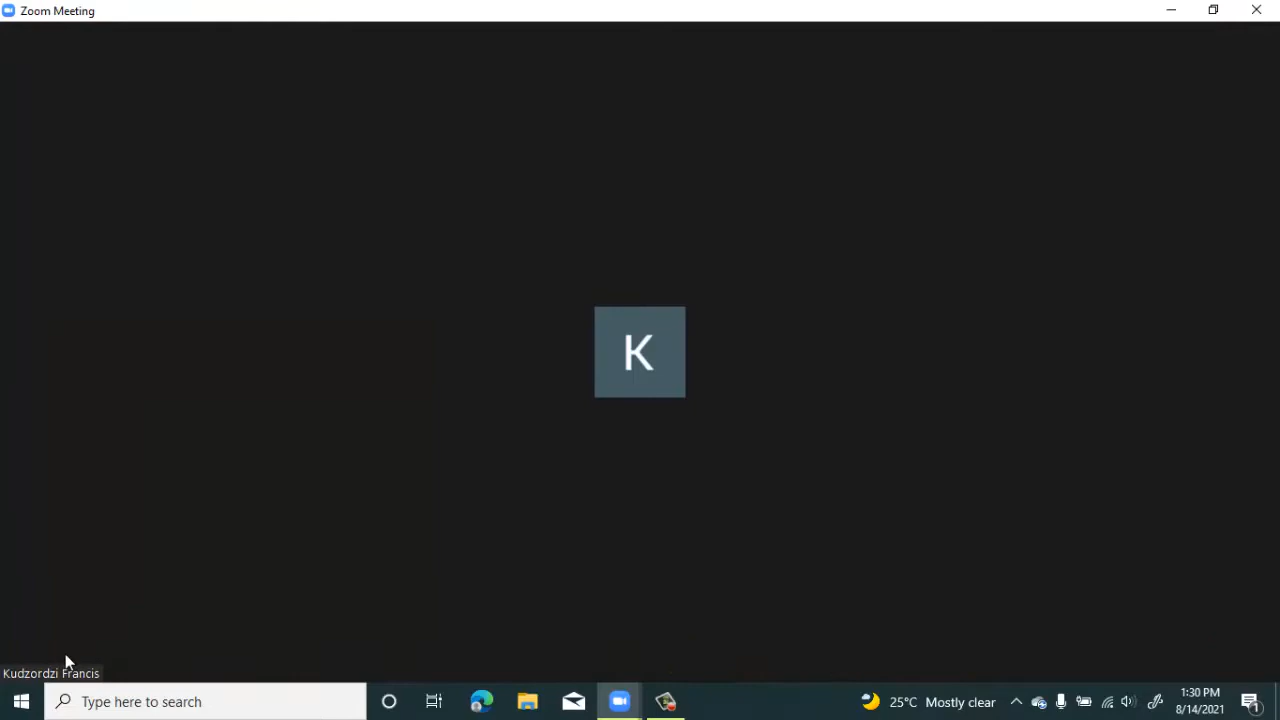 Zoom Meeting
K
Kudzordzi Francis
Type here to search
25°C Mostly clear
1:30 PM
8/14/2021
1